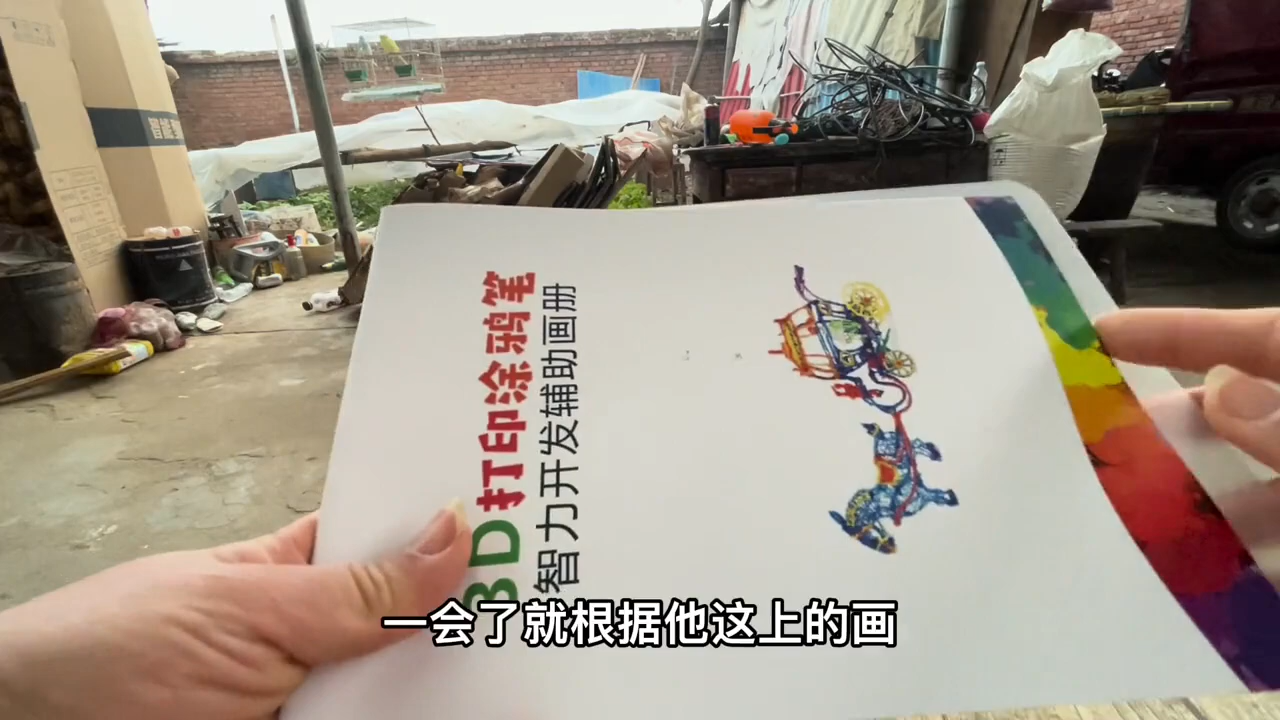 3D打印涂鸦笔
智力开发辅助画册
一会了就根据他这上的画